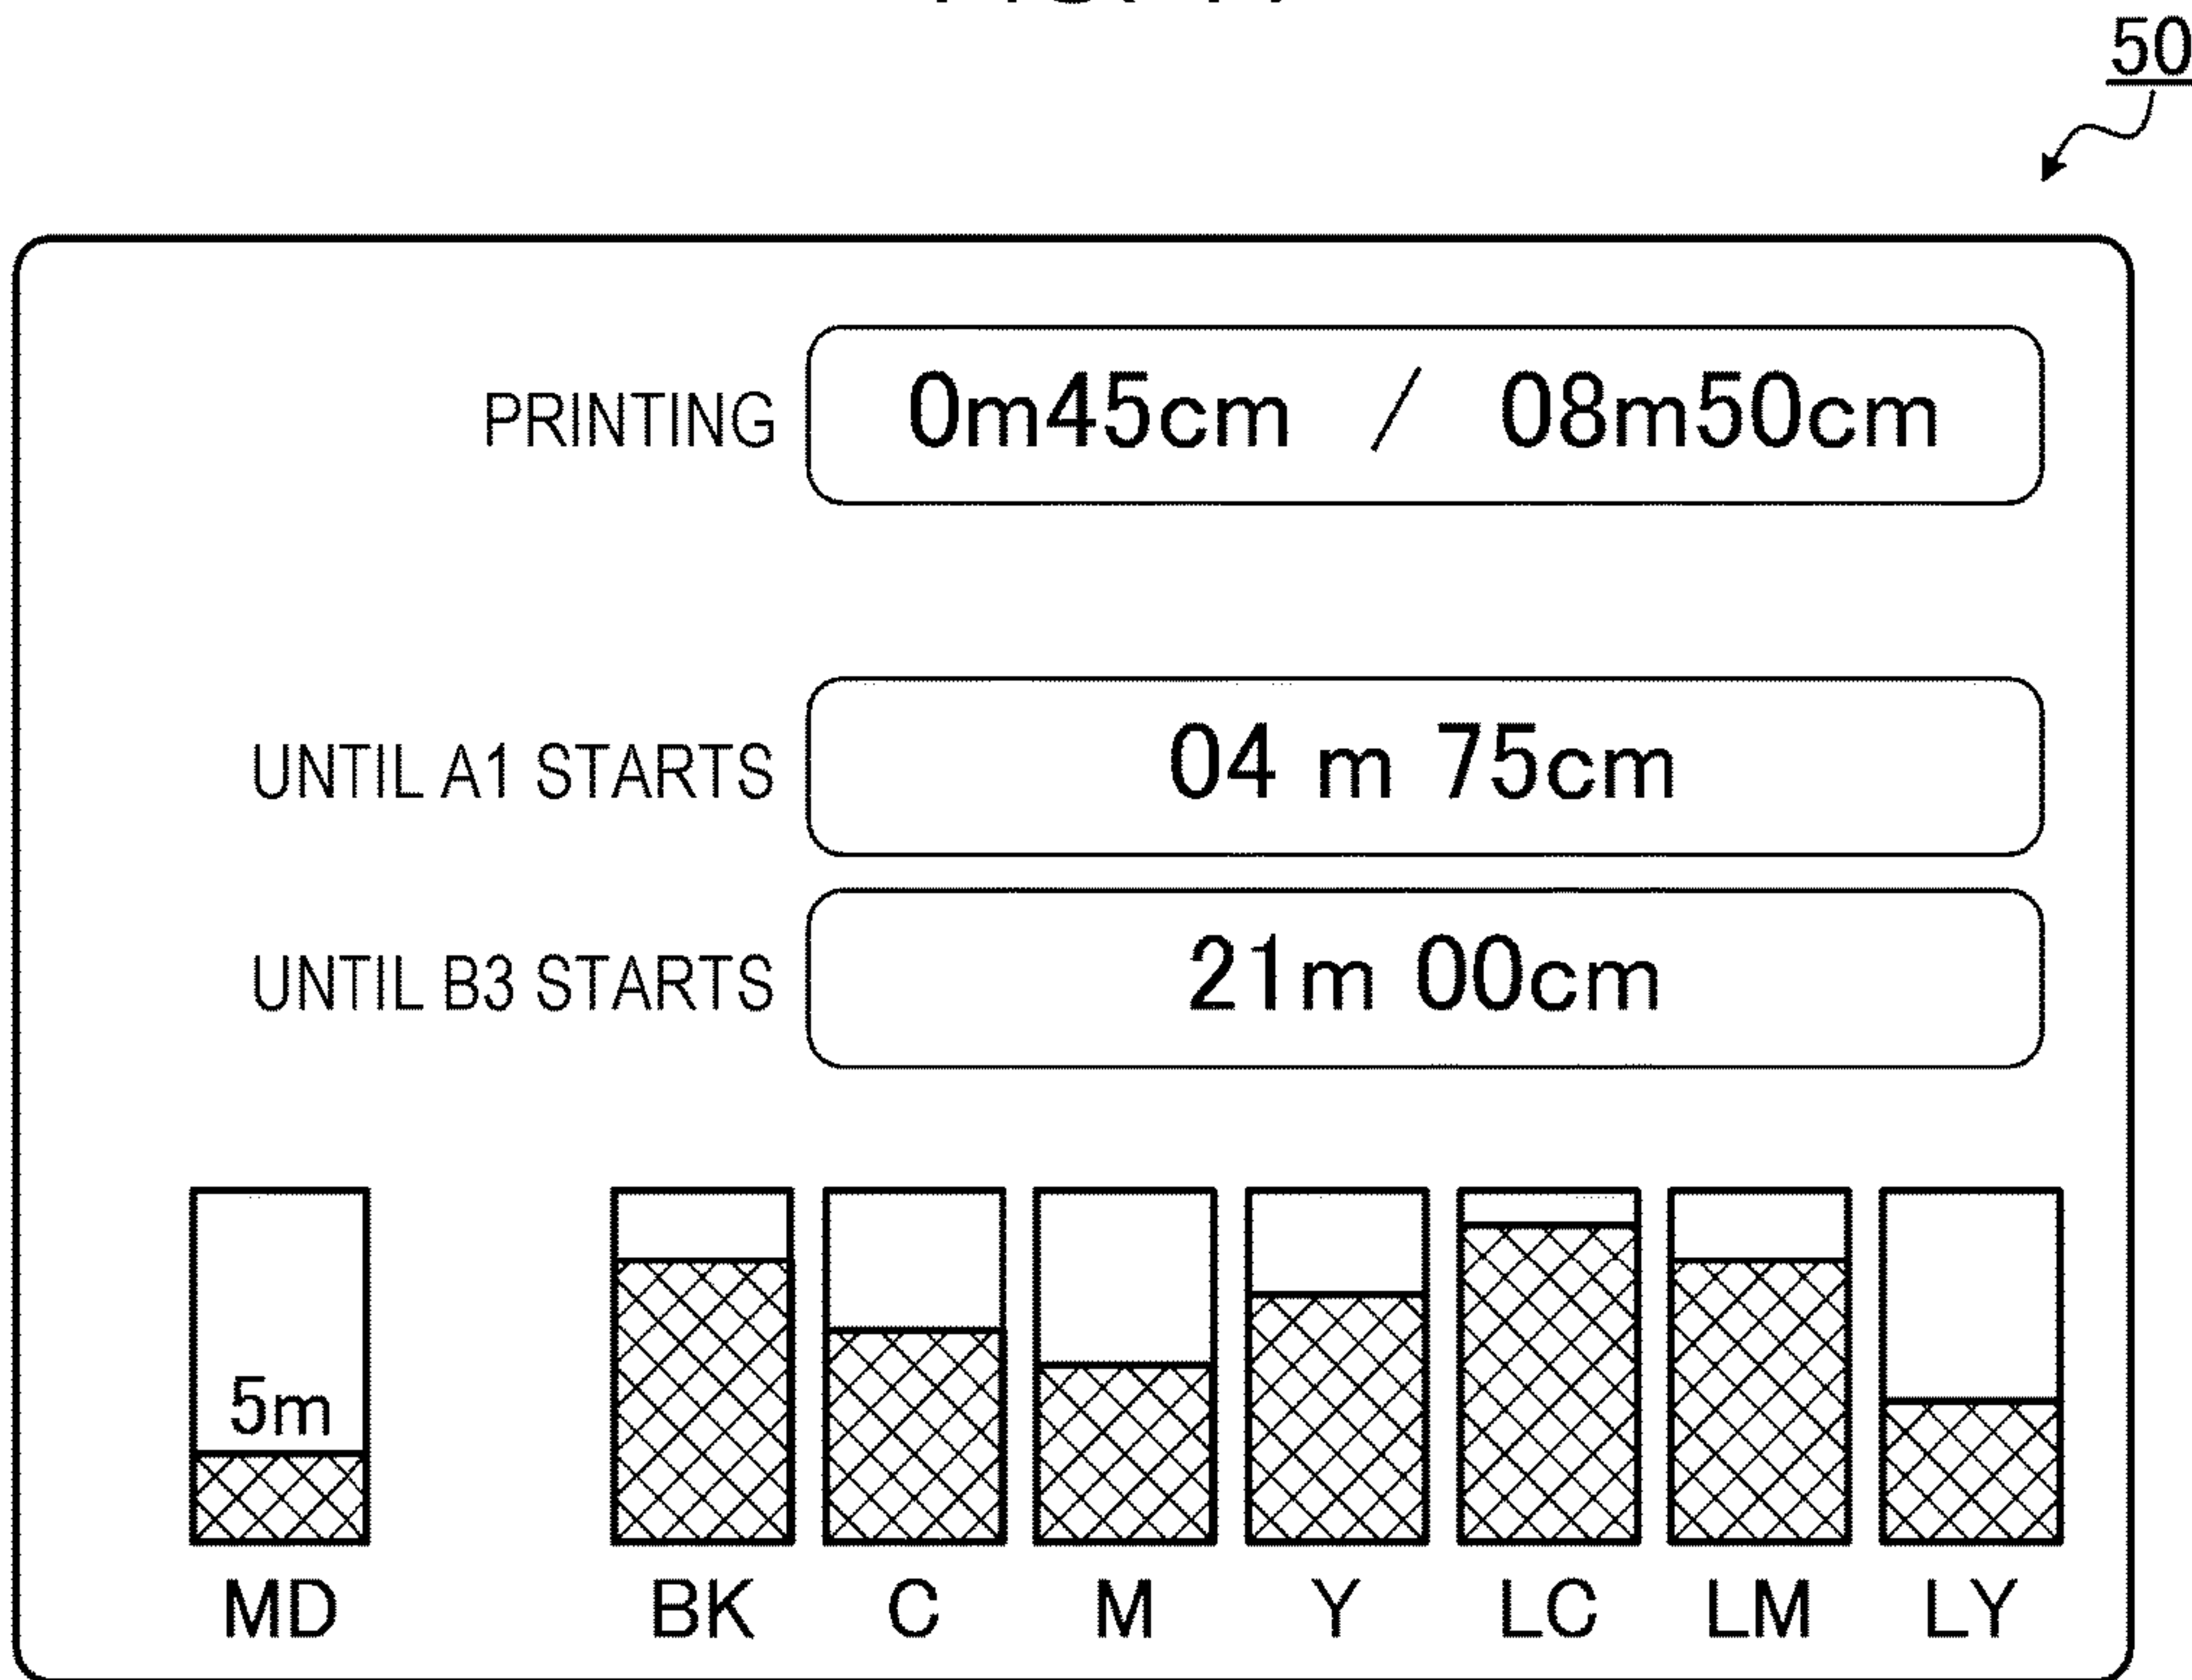 50
PRINTING 0m45cm / 08m50cm
UNTIL A1 STARTS 04 m 75cm
UNTIL B3 STARTS 21m 00cm
5m
MD BK C M Y LC LM LY